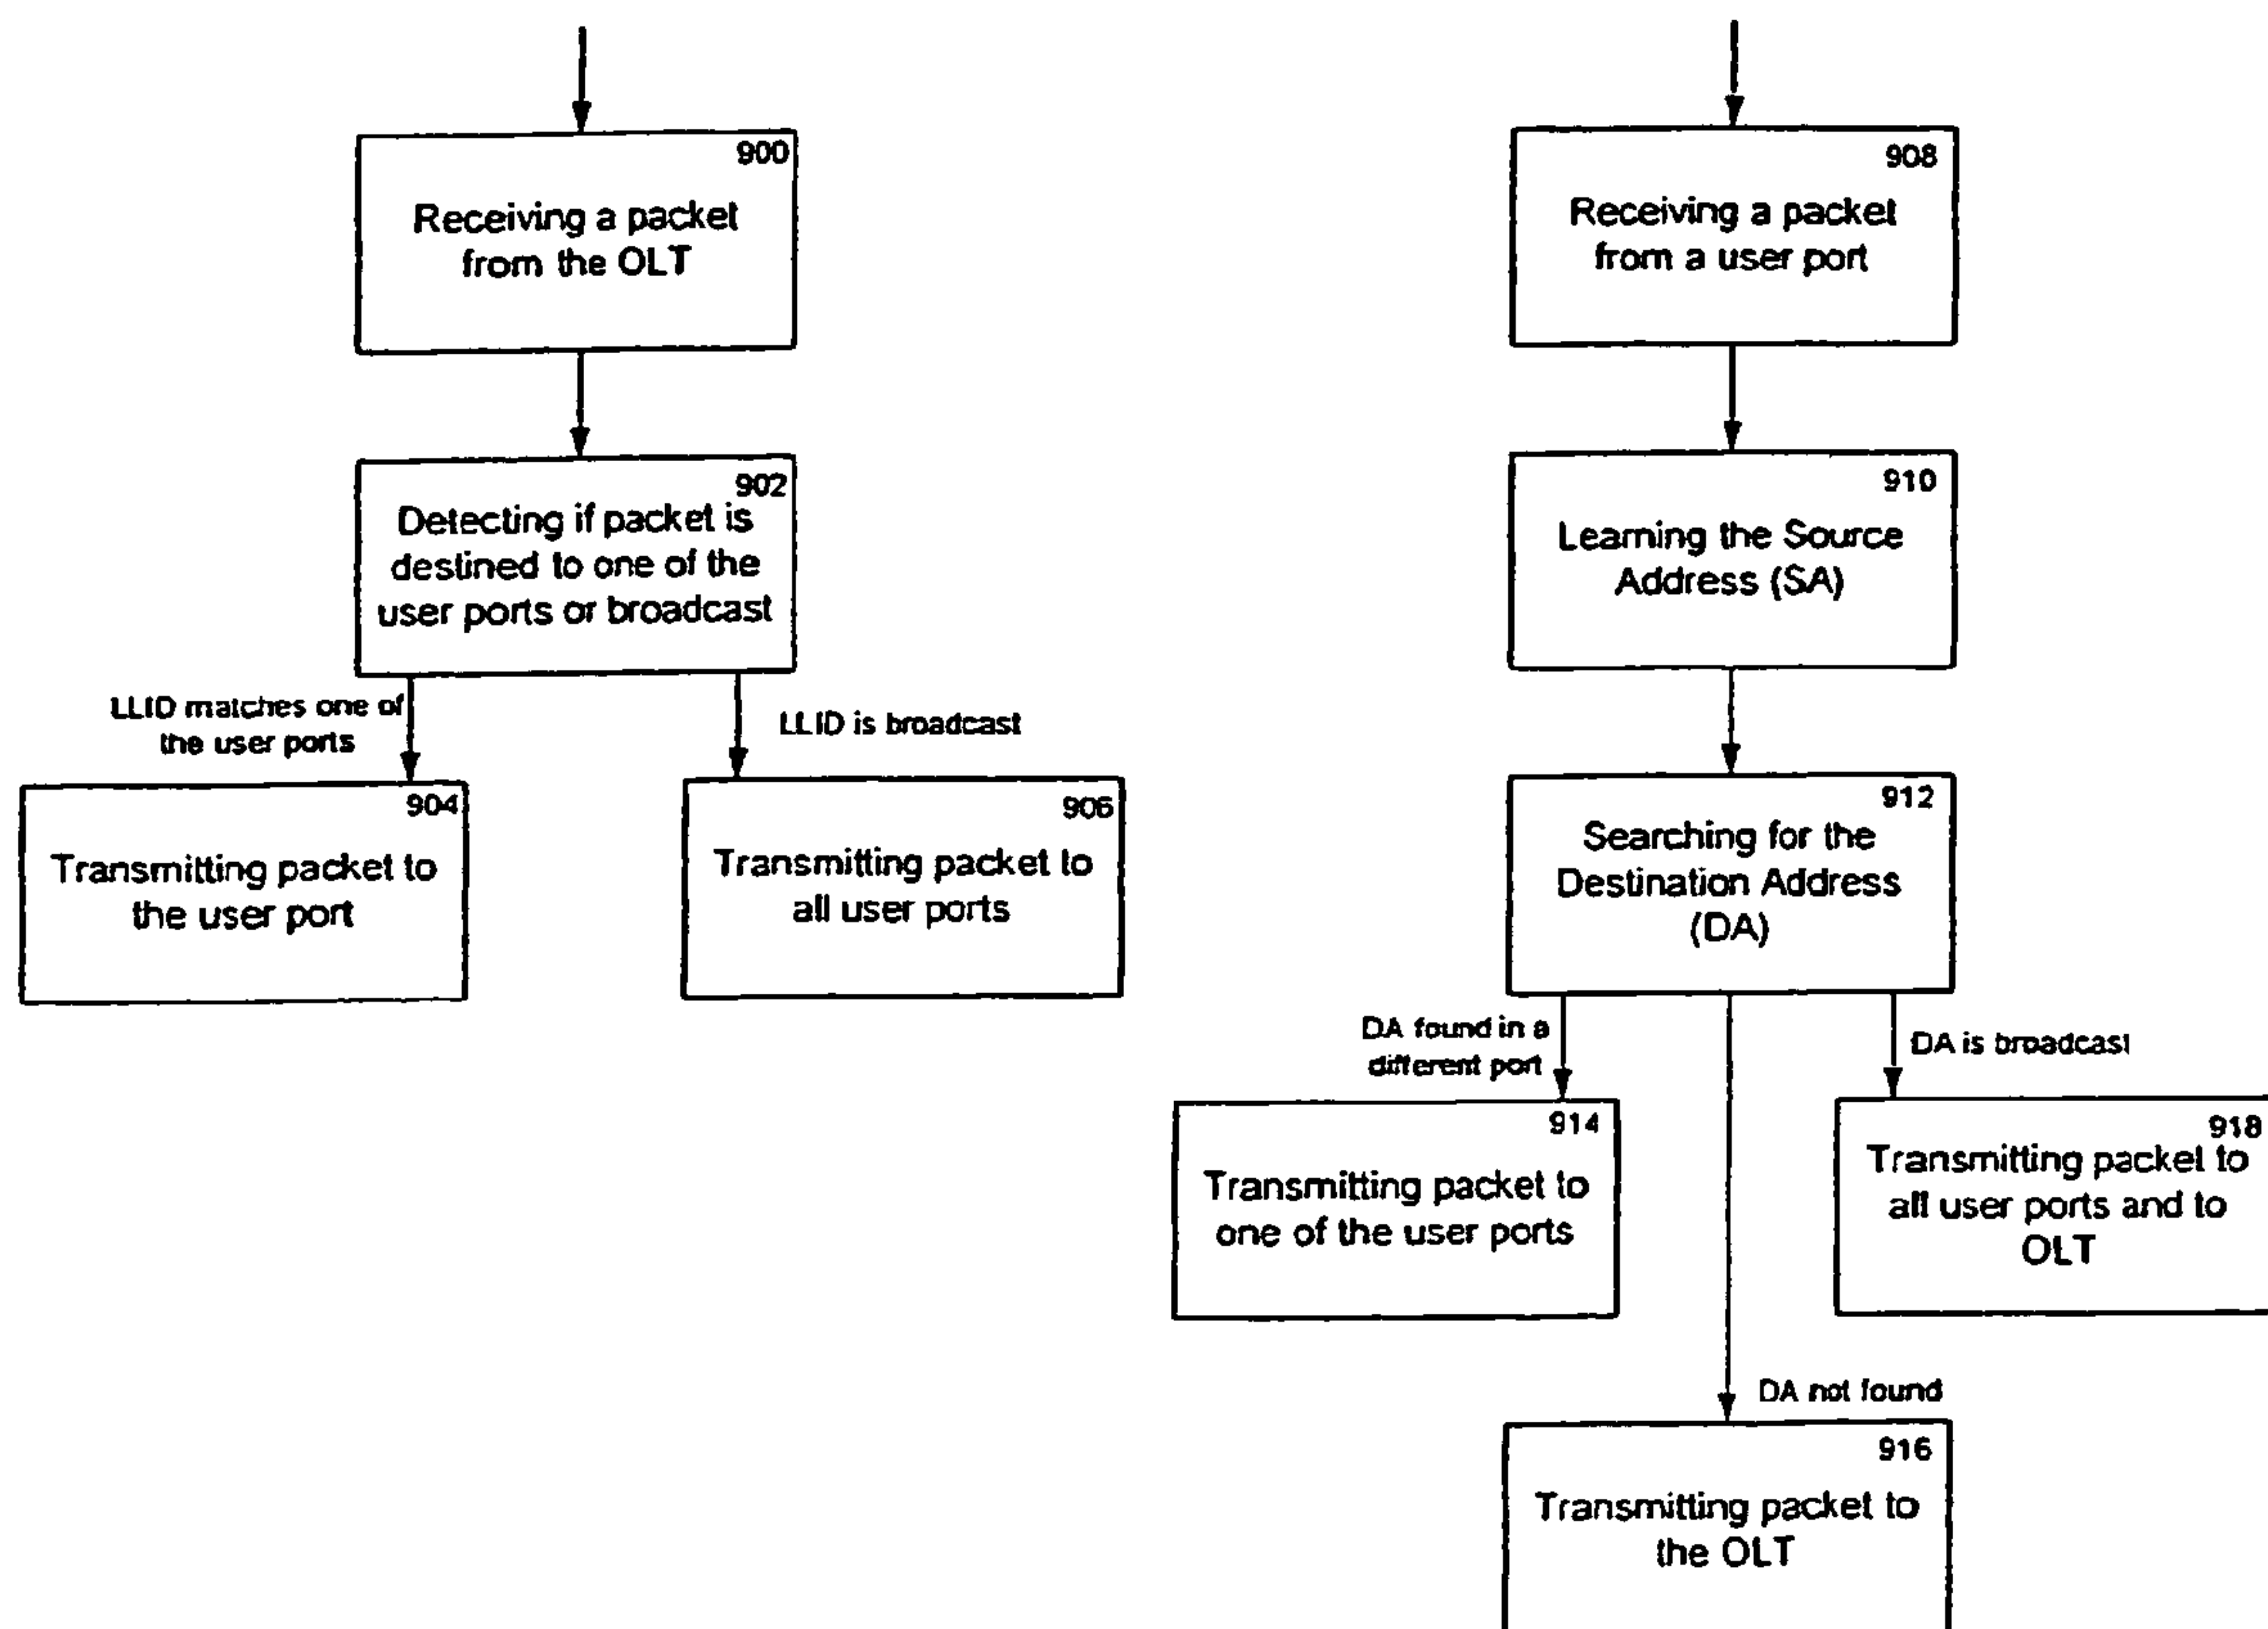 900
Receiving a packet
from the OLT
902
Detecting if packet is
destined to one of the
user ports or broadcast
LLID matches one of
the user ports
LLID is broadcast
904
Transmitting packet to
the user port
906
Transmitting packet to
all user ports
908
Receiving a packet
from a user port
910
Learning the Source
Address (SA)
912
Searching for the
Destination Address
(DA)
DA found in a
different port
DA is broadcast
914
Transmitting packet to
one of the user ports
918
Transmitting packet to
all user ports and to
OLT
DA not found
916
Transmitting packet to
the OLT